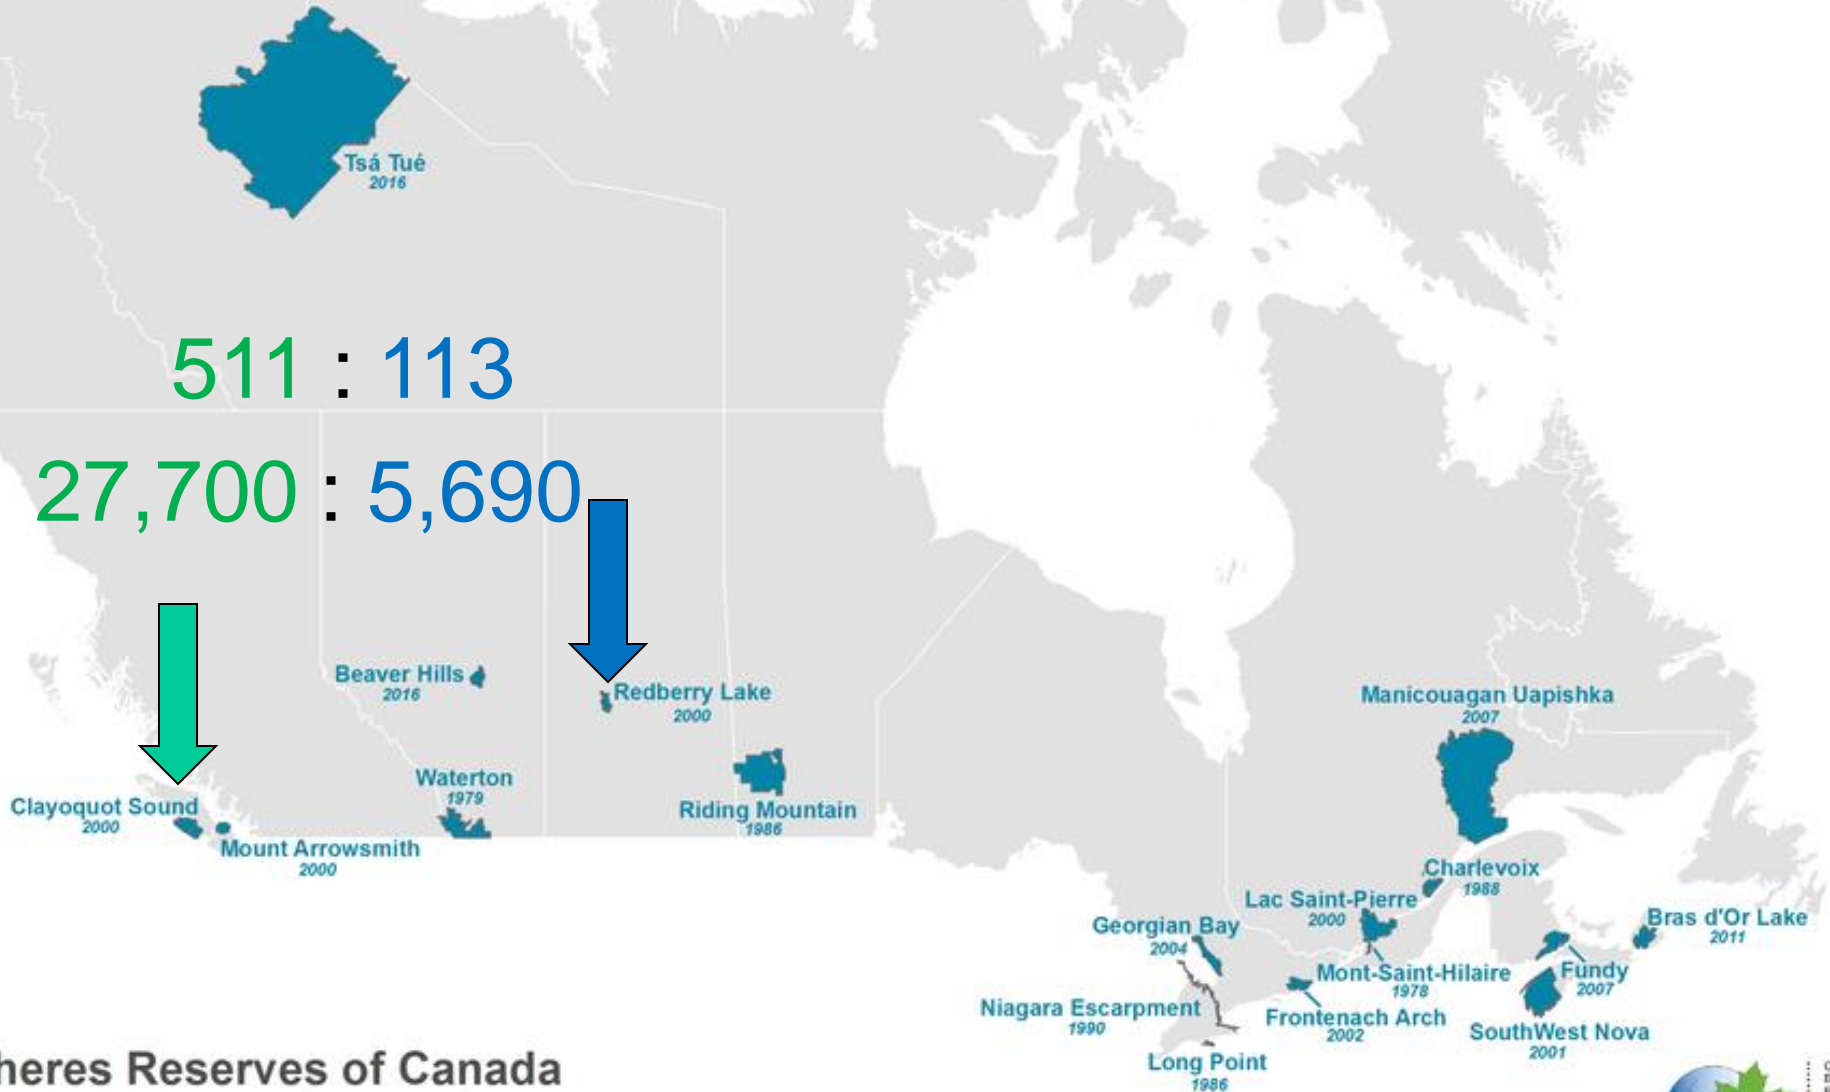 Tsá Tué
2016
511 : 113
27,700 : 5,690
Beaver Hills
2016
Redberry Lake
2000
Manicouagan Uapishka
2007
Waterton
1979
Clayoquot Sound
2000
Riding Mountain
1986
Mount Arrowsmith
2000
Charlevoix
1988
Lac Saint-Pierre
2000
Georgian Bay
2004
Bras d'Or Lake
2011
Mont-Saint-Hilaire
1978
Fundy
2007
Niagara Escarpment
1990
Frontenach Arch
2002
SouthWest Nova
2001
Long Point
1986
heres Reserves of Canada